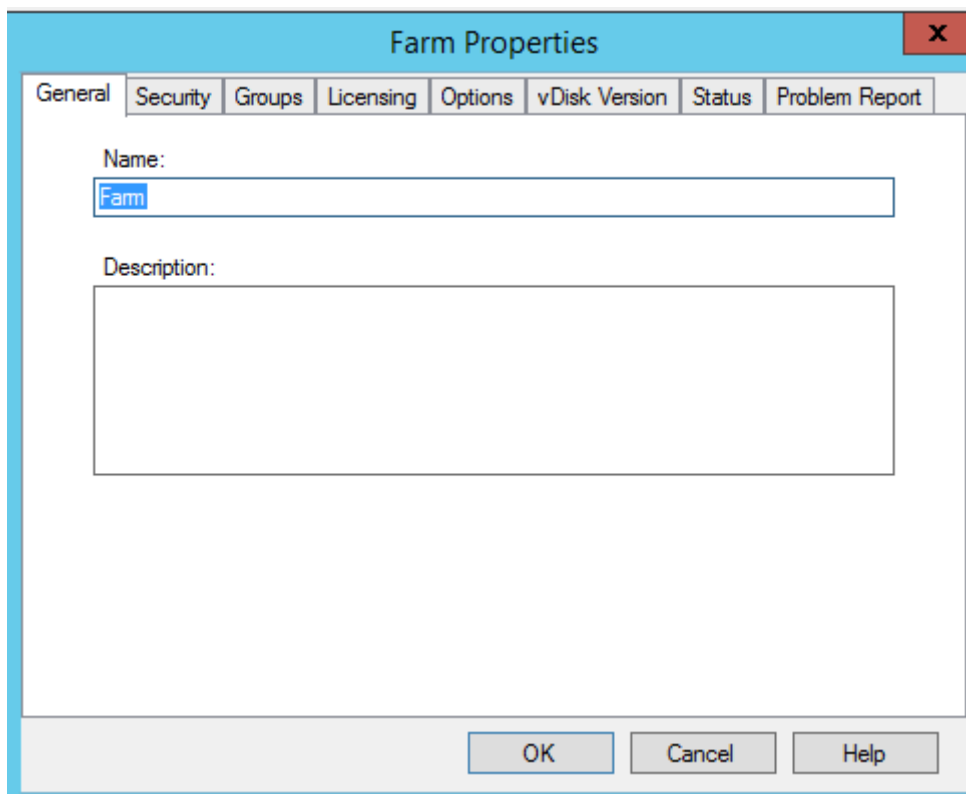 Farm Properties
x
General Security Groups Licensing Options vDisk Version Status Problem Report
Name:
Farm
Description:
OK Cancel Help